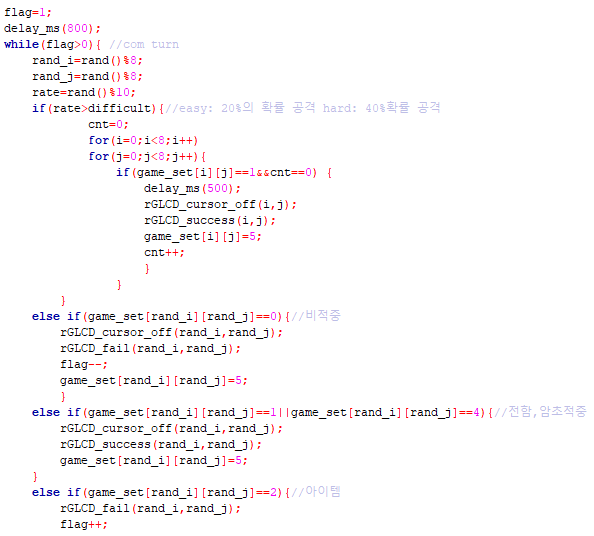 flag=1;
delay_ms(800);
while(flag>0){ //com turn
rand_i=rand()%8;
rand_j=rand()%8;
rate=rand()%10;
if(rate>difficult){//easy: 20%의 확률 공격 hard: 40%확률 공격
cnt=0;
for(i=0;i<8;i++)
for(j=0;j<8;j++){
if(game_set[i][j]==1&&cnt==0) {
delay_ms(500);
rGLCD_cursor_off(i,j);
rGLCD_success(i,j);
game_set[i][j]=5;
cnt++;
}
}
}
else if(game_set[rand_i][rand_j]==0){//비적중
rGLCD_cursor_off(rand_i,rand_j);
rGLCD_fail(rand_i,rand_j);
flag--;
game_set[rand_i][rand_j]=5;
}
else if(game_set[rand_i][rand_j]==1||game_set[rand_i][rand_j]==4){//전함,암초적중
rGLCD_cursor_off(rand_i,rand_j);
rGLCD_success(rand_i,rand_j);
game_set[rand_i][rand_j]=5;
}
else if(game_set[rand_i][rand_j]==2){//아이템
rGLCD_fail(rand_i,rand_j);
flag++;